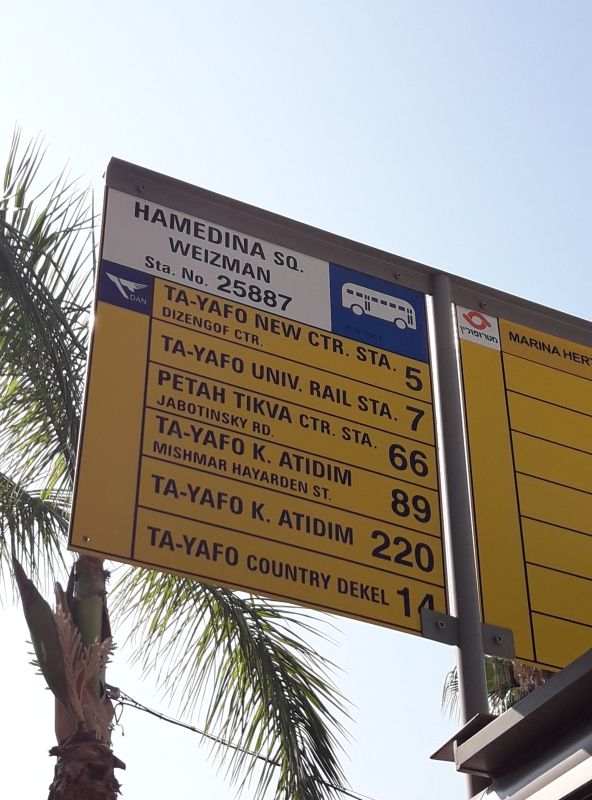 HAMEDINA SQ.
WEIZMAN
Sta. No. 25887
DAN
TA-YAFO NEW CTR. STA. 5
DIZENGOF CTR.
TA-YAFO UNIV. RAIL STA. 7
PETAH TIKVA CTR. STA. 66
JABOTINSKY RD.
TA-YAFO K. ATIDIM 89
MISHMAR HAYARDEN ST.
TA-YAFO K. ATIDIM 220
TA-YAFO COUNTRY DEKEL 14
מטרופולין
MARINA HERT